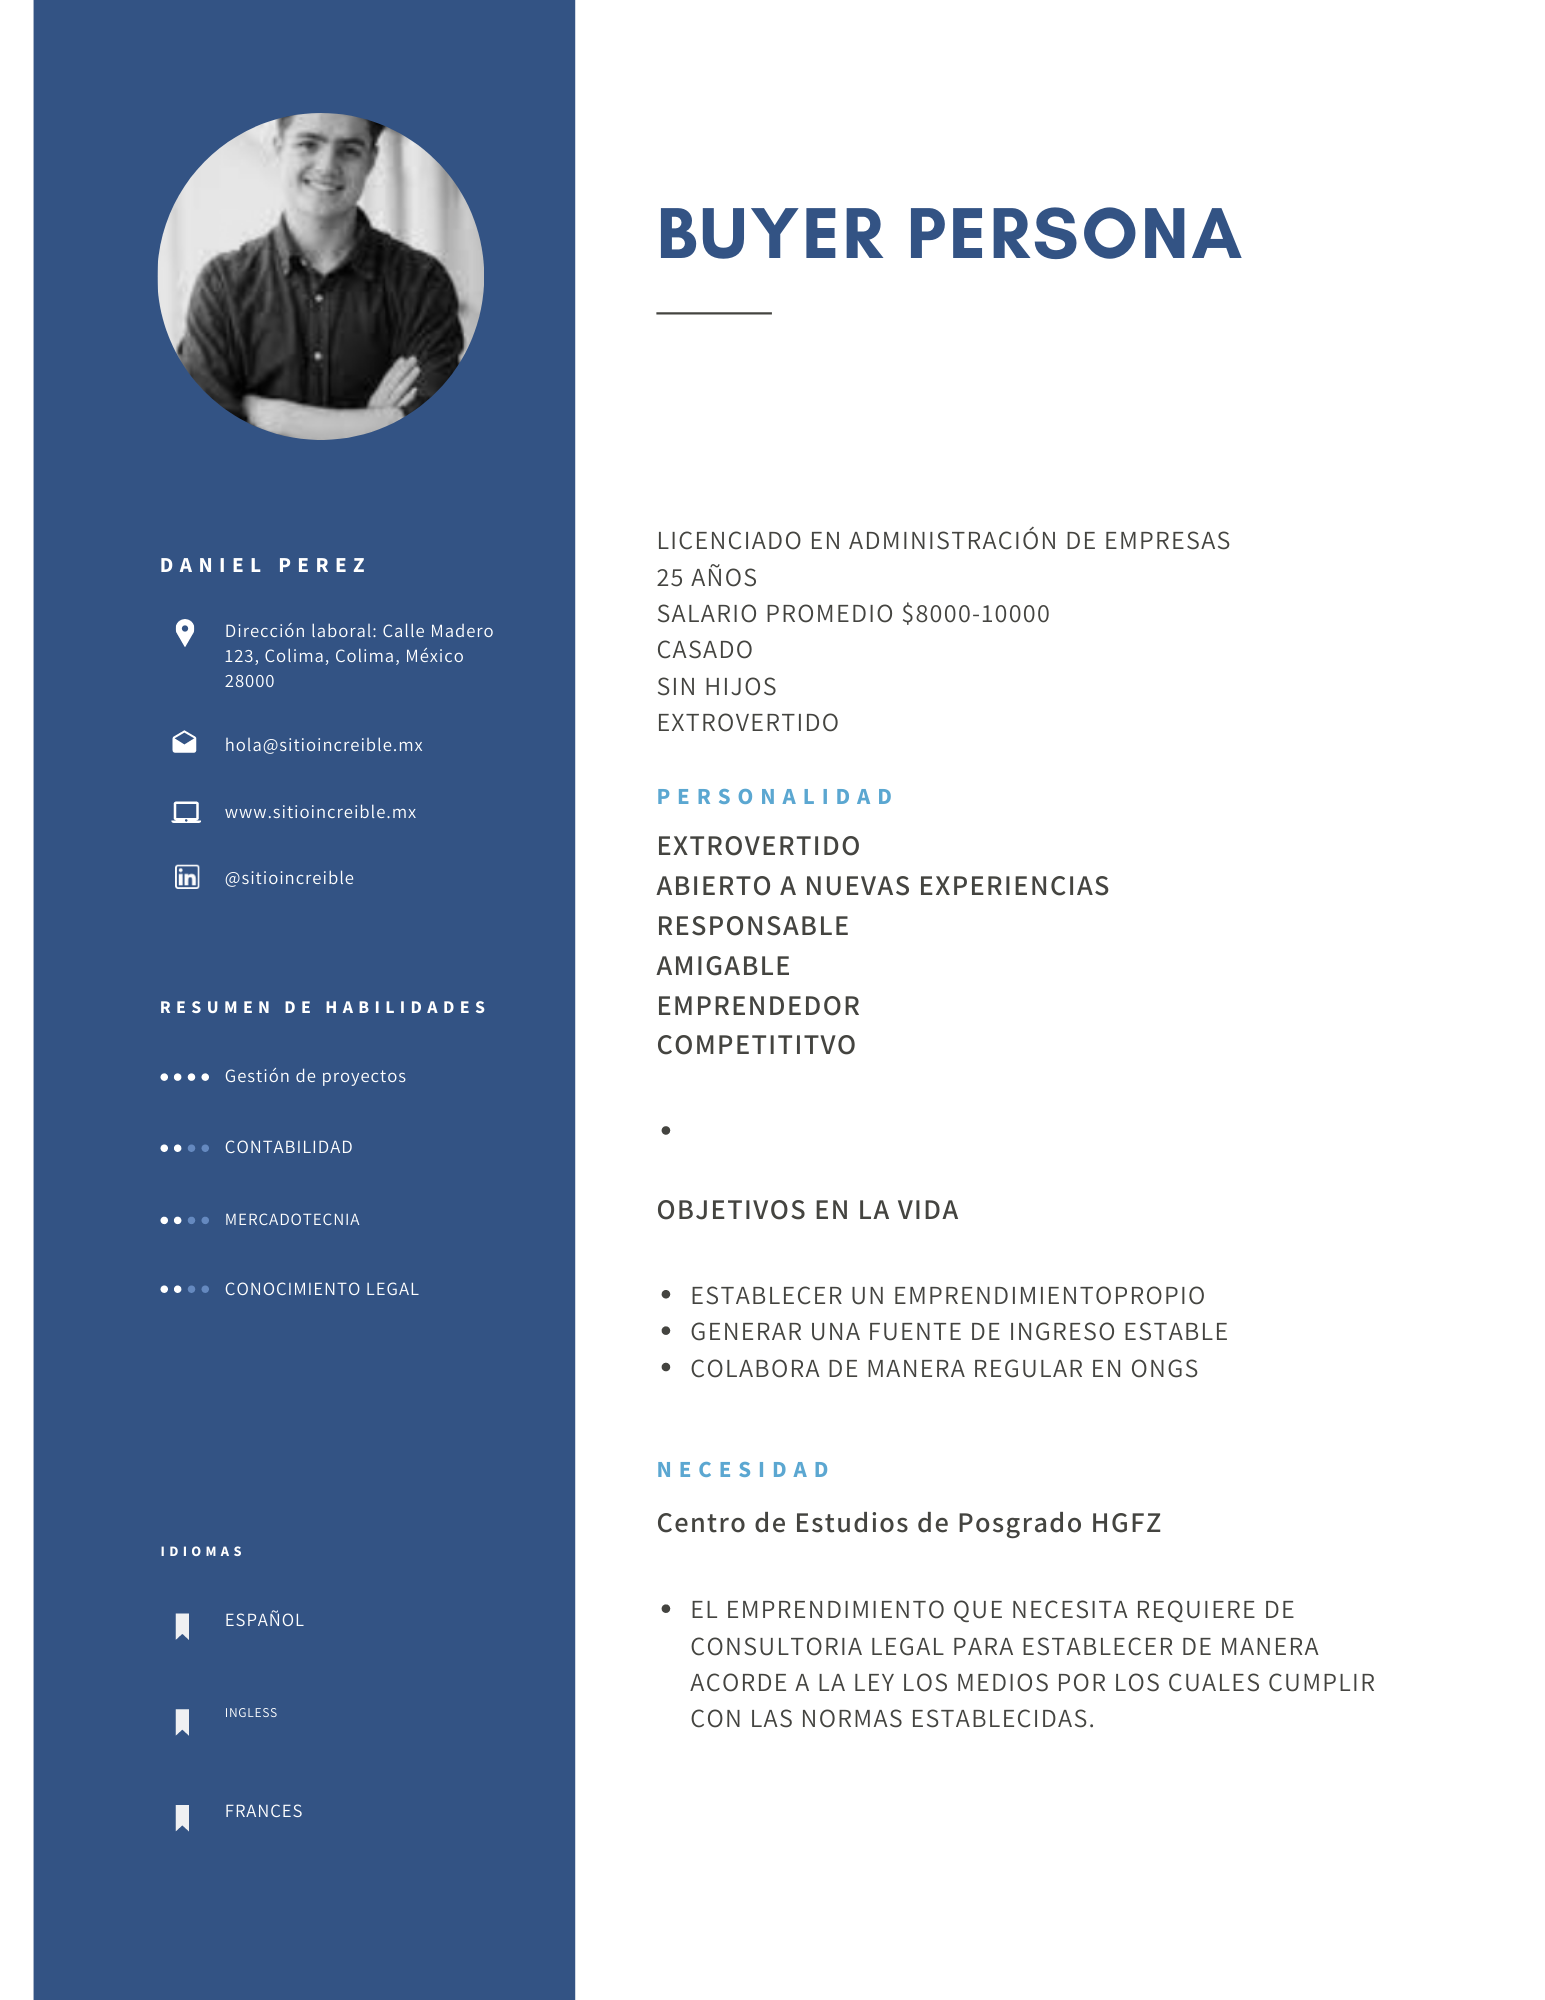 BUYER PERSONA
DANIEL PEREZ
Dirección laboral: Calle Madero
123, Colima, Colima, México
28000
hola@sitioincreible.mx
www.sitioincreible.mx
@sitioincreible
RESUMEN DE HABILIDADES
Gestión de proyectos
CONTABILIDAD
MERCADOTECNIA
CONOCIMIENTO LEGAL
IDIOMAS
ESPAÑOL
INGLESS
FRANCES
LICENCIADO EN ADMINISTRACIÓN DE EMPRESAS
25 AÑOS
SALARIO PROMEDIO $8000-10000
CASADO
SIN HIJOS
EXTROVERTIDO
PERSONALIDAD
EXTROVERTIDO
ABIERTO A NUEVAS EXPERIENCIAS
RESPONSABLE
AMIGABLE
EMPRENDEDOR
COMPETITITVO
•
OBJETIVOS EN LA VIDA
• ESTABLECER UN EMPRENDIMIENTOPROPIO
• GENERAR UNA FUENTE DE INGRESO ESTABLE
• COLABORA DE MANERA REGULAR EN ONGS
NECESIDAD
Centro de Estudios de Posgrado HGFZ
• EL EMPRENDIMIENTO QUE NECESITA REQUIERE DE
CONSULTORIA LEGAL PARA ESTABLECER DE MANERA
ACORDE A LA LEY LOS MEDIOS POR LOS CUALES CUMPLIR
CON LAS NORMAS ESTABLECIDAS.